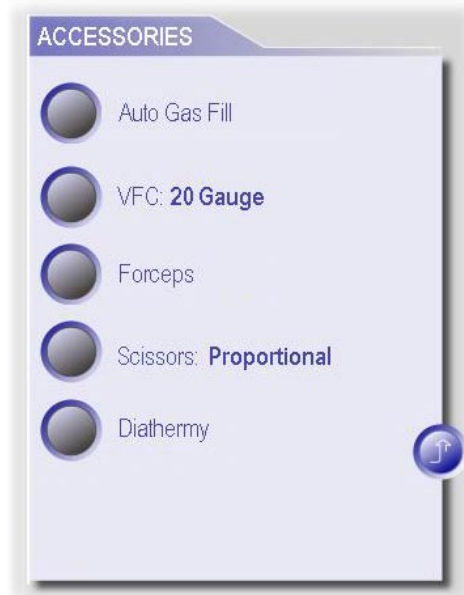 ACCESSORIES
Auto Gas Fill
VFC: 20 Gauge
Forceps
Scissors: Proportional
Diathermy